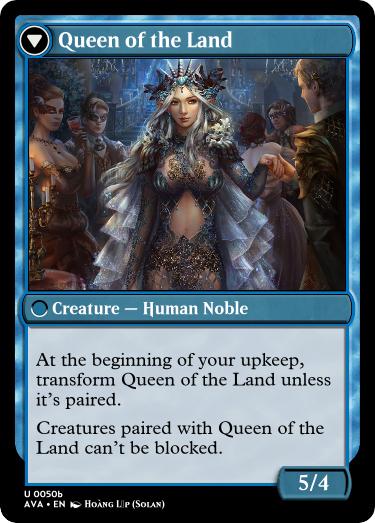 Queen of the Land
Creature — Human Noble
At the beginning of your upkeep,
transform Queen of the Land unless
it's paired.
Creatures paired with Queen of the
Land can't be blocked.
5/4
U 0050b
AVA • EN Hoàng Lập (Solan)